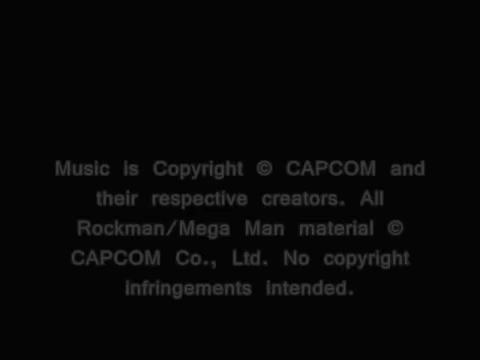 Music is Copyright © CAPCOM and
their respective creators. All
Rockman/Mega Man material ©
CAPCOM Co., Ltd. No copyright
infringements intended.